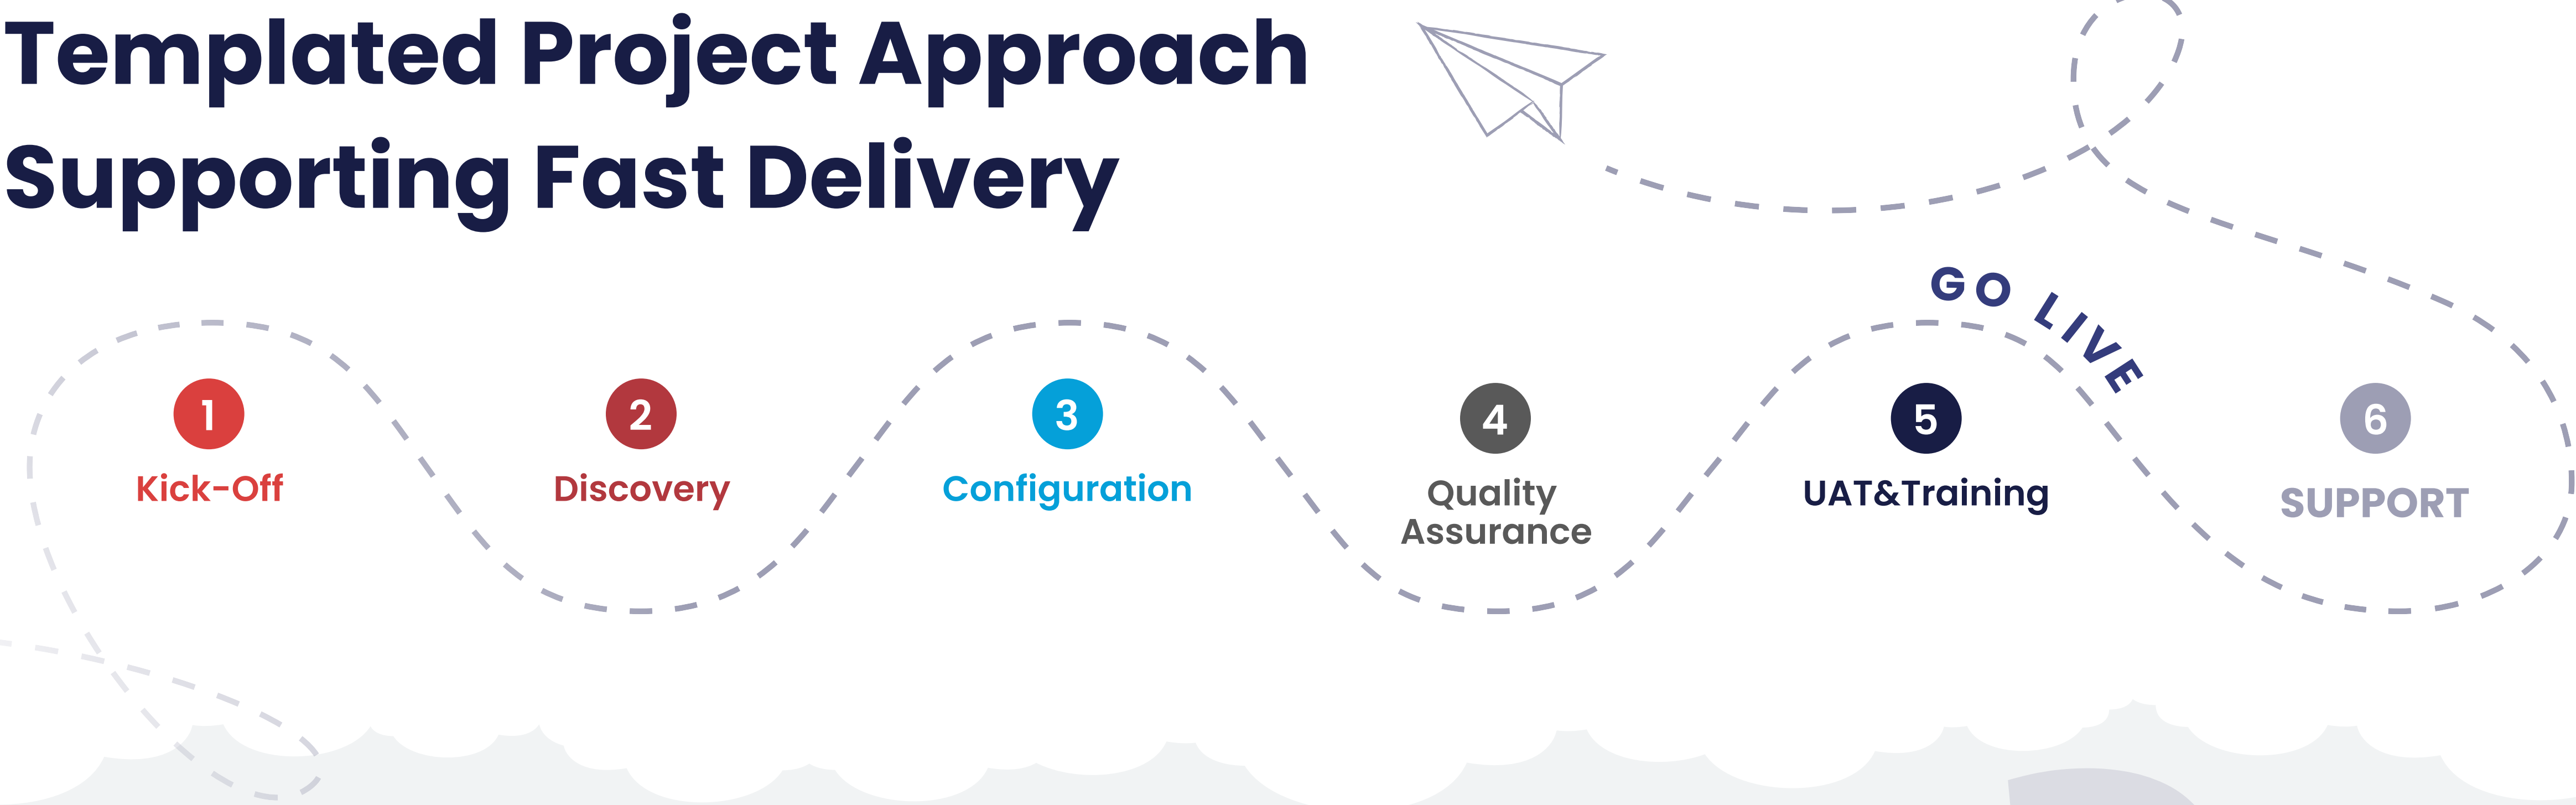 Templated Project Approach
Supporting Fast Delivery
GO LIVE
1
Kick-Off
2
Discovery
3
Configuration
4
Quality
Assurance
5
UAT&Training
6
SUPPORT